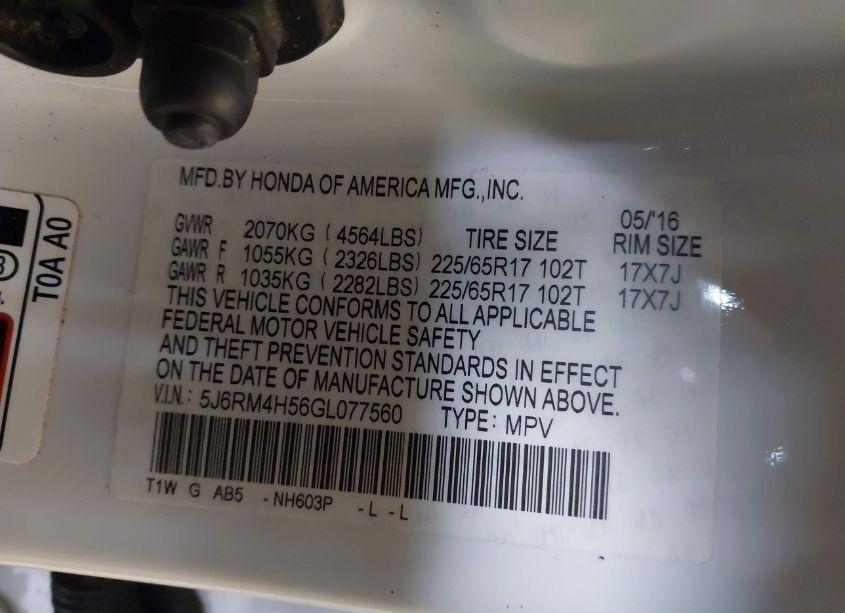 MFD.BY HONDA OF AMERICA MFG.,INC. 05/'16
GVWR 2070KG ( 4564LBS) TIRE SIZE RIM SIZE
GAWR F 1055KG ( 2326LBS) 225/65R17 102T 17X7J
GAWR R 1035KG ( 2282LBS) 225/65R17 102T 17X7J
THIS VEHICLE CONFORMS TO ALL APPLICABLE
FEDERAL MOTOR VEHICLE SAFETY
AND THEFT PREVENTION STANDARDS IN EFFECT
ON THE DATE OF MANUFACTURE SHOWN ABOVE.
V.I.N.: 5J6RM4H56GL077560 TYPE: MPV
T1W G AB5 -NH603P -L -L
T0A A0